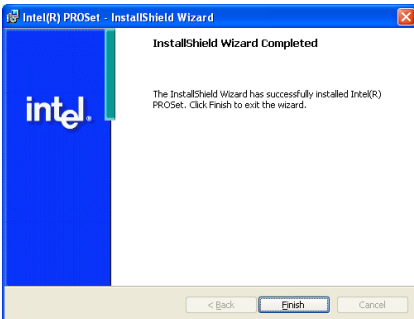 Intel(R) PROSet - InstallShield Wizard
InstallShield Wizard Completed
The InstallShield Wizard has successfully installed Intel(R)
PROSet. Click Finish to exit the wizard.
intel.
< Back
Finish
Cancel